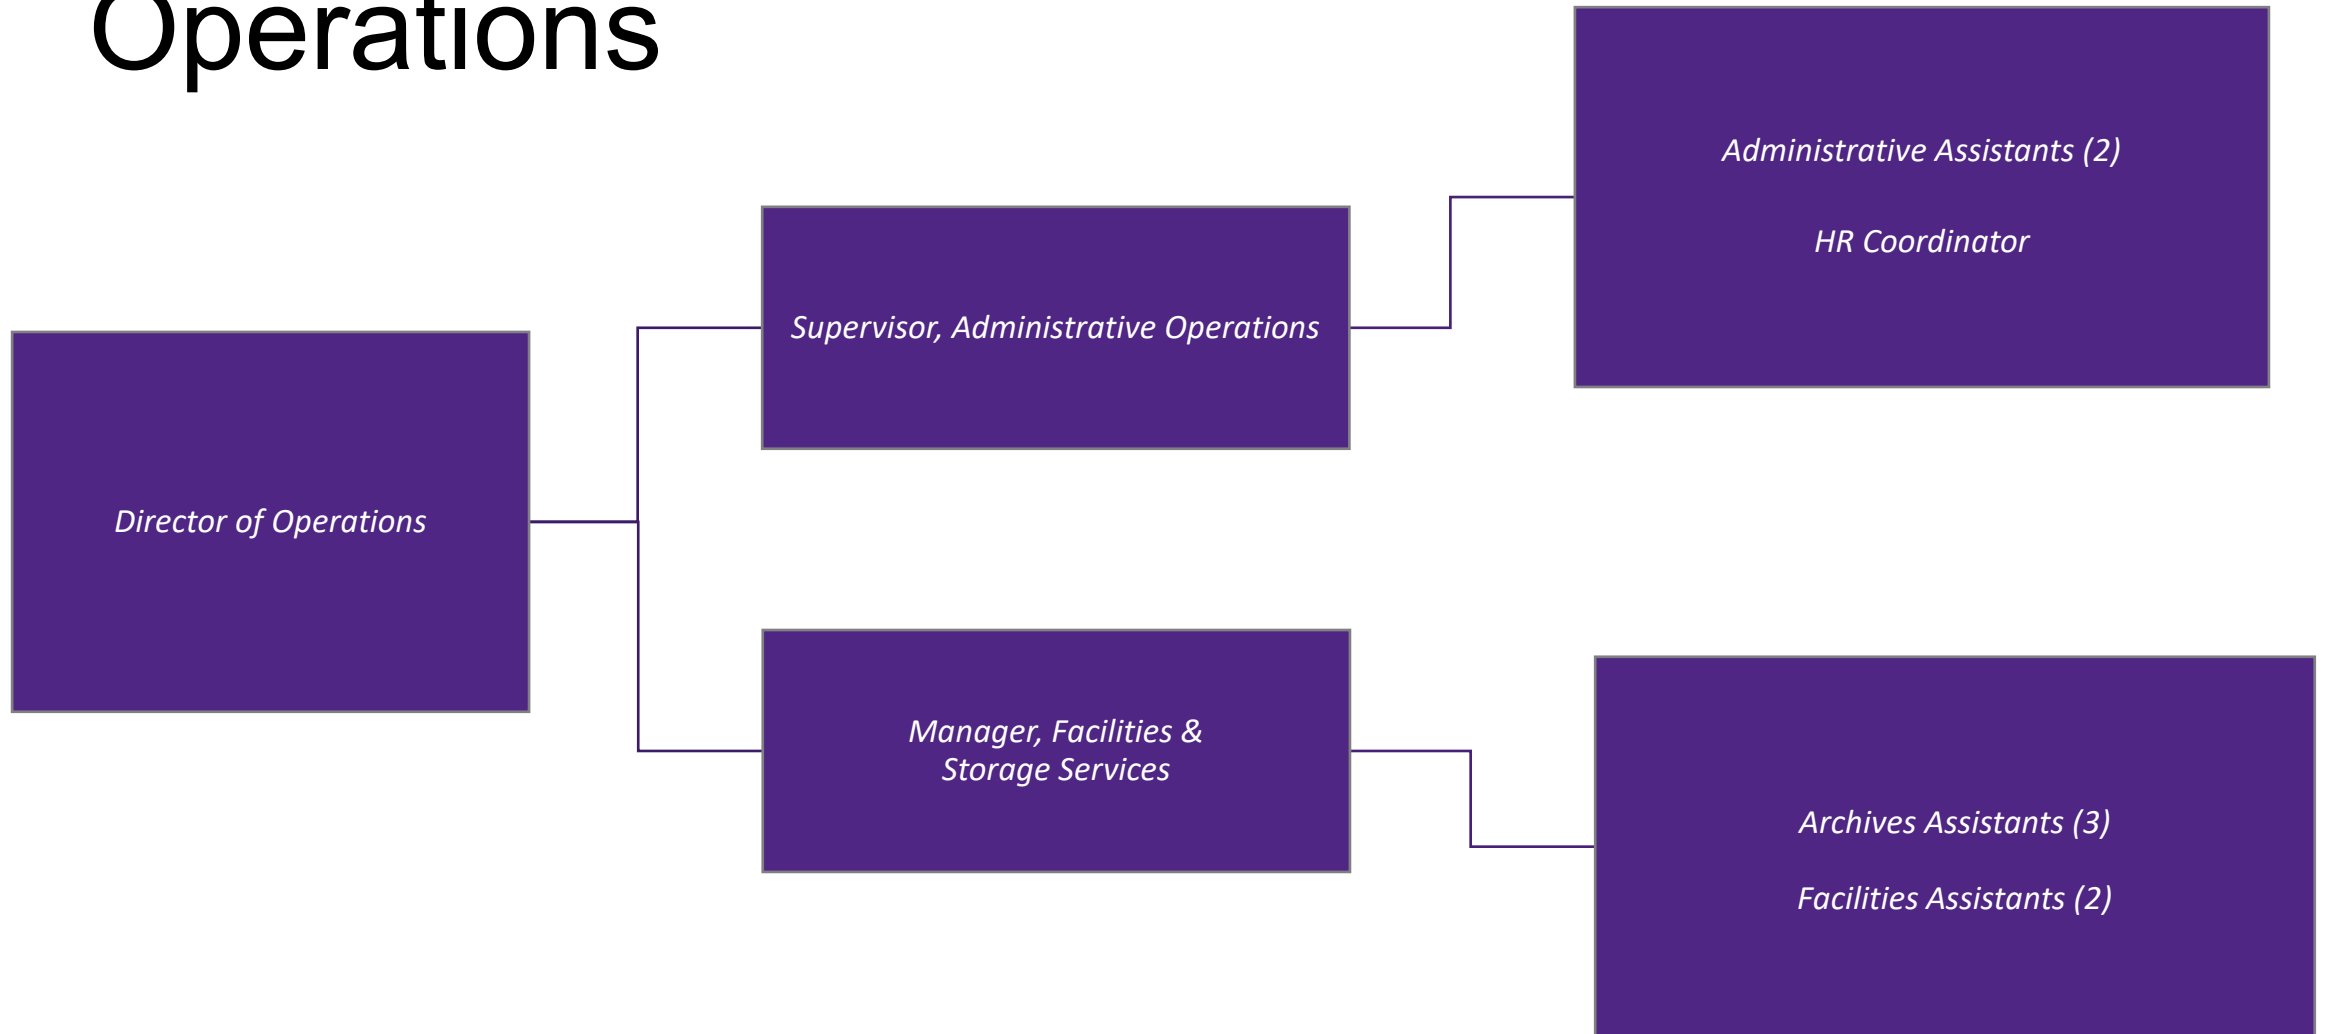 Operations
Administrative Assistants (2)
HR Coordinator
Supervisor, Administrative Operations
Director of Operations
Manager, Facilities &
Storage Services
Archives Assistants (3)
Facilities Assistants (2)